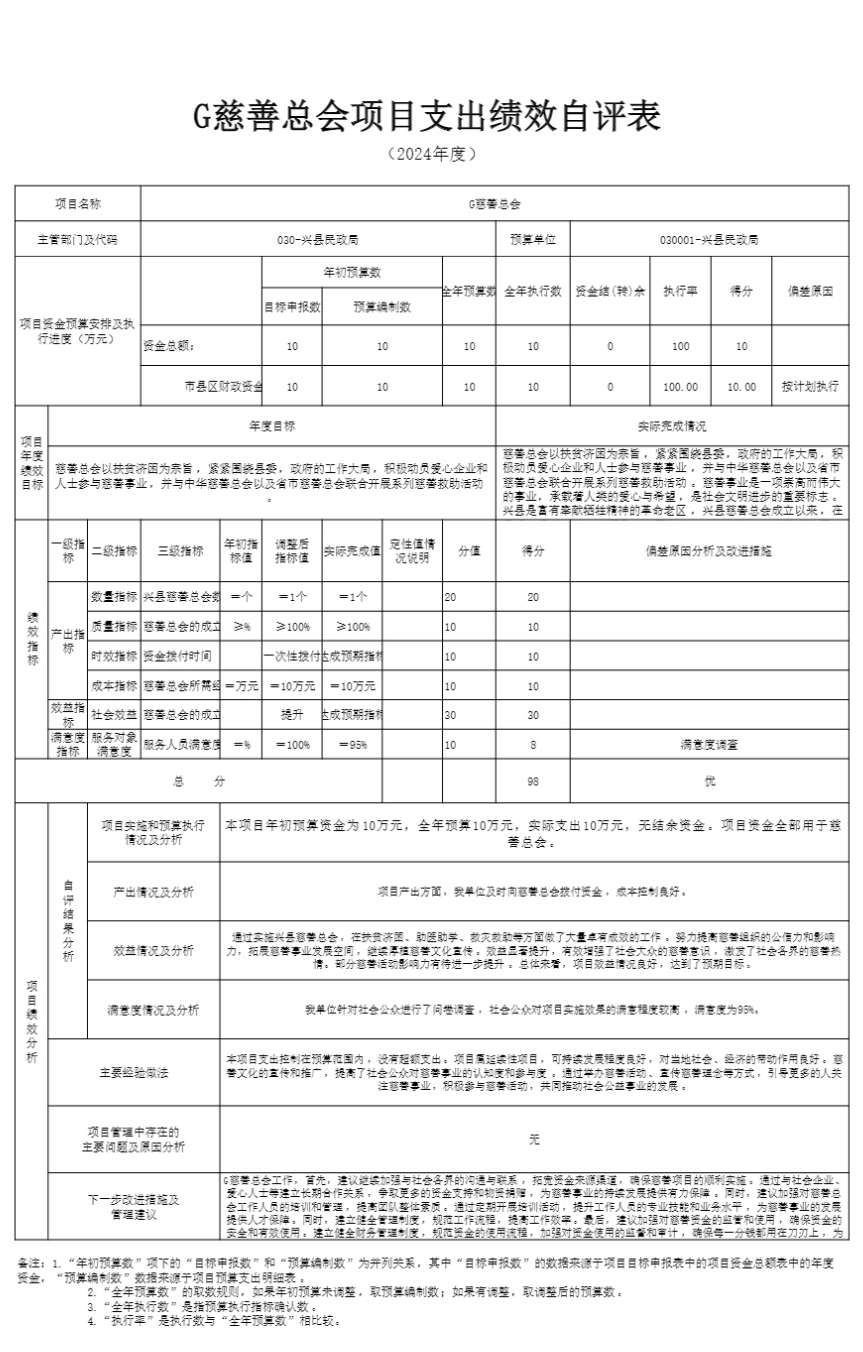 G慈善总会项目支出绩效自评表
（2024年度）
项目名称 G慈善总会
主管部门及代码 030-兴县民政局 预算单位 030001-兴县民政局
项目资金预算安排及执行进度（万元） 年初预算数 全年预算数 全年执行数 资金结(转)余 执行率 得分 偏差原因
目标申报数 预算编制数
资金总额： 10 10 10 10 0 100 10
市县区财政资金 10 10 10 10 0 100.00 10.00 按计划执行
项目年度绩效目标 年度目标 实际完成情况
慈善总会以扶贫济困为宗旨，紧紧围绕县委，政府的工作大局，积极动员爱心企业和
人士参与慈善事业，并与中华慈善总会以及省市慈善总会联合开展系列慈善救助活动
。
慈善总会以扶贫济困为宗旨，紧紧围绕县委，政府的工作大局，积
极动员爱心企业和人士参与慈善事业，并与中华慈善总会以及省市
慈善总会联合开展系列慈善救助活动。慈善事业是一项崇高而伟大
的事业，承载着人类的爱心与希望，是社会文明进步的重要标志。
兴县是富有奉献牺牲精神的革命老区，兴县慈善总会成立以来，在
绩效指标 一级指标 二级指标 三级指标 年初指标值 调整后指标值 实际完成值 定性值情况说明 分值 得分 偏差原因分析及改进措施
产出指标 数量指标 兴县慈善总会数 ＝个 ＝1个 ＝1个 20 20
质量指标 慈善总会的成立 ≥% ≥100% ≥100% 10 10
时效指标 资金拨付时间 一次性拨付 达成预期指标 10 10
成本指标 慈善总会所需经 ＝万元 ＝10万元 ＝10万元 10 10
效益指标 社会效益 慈善总会的成立 提升 达成预期指标 30 30
满意度指标 服务对象满意度 服务人员满意度 ＝% ＝100% ＝95% 10 8 满意度调查
总 分 98 优
项目绩效分析 自评结果分析
项目实施和预算执行
情况及分析
本项目年初预算资金为10万元，全年预算10万元，实际支出10万元，无结余资金。项目资金全部用于慈
善总会。
产出情况及分析 项目产出方面，我单位及时向慈善总会拨付资金，成本控制良好。
效益情况及分析
通过实施兴县慈善总会，在扶贫济困、助医助学、救灾救助等方面做了大量卓有成效的工作。努力提高慈善组织的公信力和影响
力，拓展慈善事业发展空间，继续厚植慈善文化宣传。效益显著提升，有效增强了社会大众的慈善意识，激发了社会各界的慈善热
情。部分慈善活动影响力有待进一步提升。总体来看，项目效益情况良好，达到了预期目标。
满意度情况及分析 我单位针对社会公众进行了问卷调查，社会公众对项目实施效果的满意程度较高，满意度为95%。
主要经验做法
本项目支出控制在预算范围内，没有超额支出。项目属延续性项目，可持续发展程度良好，对当地社会、经济的带动作用良好。慈
善文化的宣传和推广，提高了社会公众对慈善事业的认知度和参与度。通过举办慈善活动、宣传慈善理念等方式，引导更多的人关
注慈善事业，积极参与慈善活动，共同推动社会公益事业的发展。
项目管理中存在的
主要问题及原因分析
无
下一步改进措施及
管理建议
G慈善总会工作，首先，建议继续加强与社会各界的沟通与联系，拓宽资金来源渠道，确保慈善项目的顺利实施。通过与社会企业、
爱心人士等建立长期合作关系，争取更多的资金支持和物资捐赠，为慈善事业的持续发展提供有力保障。同时，建议加强对慈善总
会工作人员的培训和管理，提高团队整体素质。通过定期开展培训活动，提升工作人员的专业技能和业务水平，为慈善事业的发展
提供人才保障。同时，建立健全管理制度，规范工作流程，提高工作效率。最后，建议加强对慈善资金的监管和使用，确保资金的
安全和有效使用。建立健全财务管理制度，规范资金的使用流程，加强对资金使用的监督和审计，确保每一分钱都用在刀刃上，为
备注：1.“年初预算数”项下的“目标申报数”和“预算编制数”为并列关系，其中“目标申报数”的数据来源于项目目标申报表中的项目资金总额表中的年度
资金，“预算编制数”数据来源于项目预算支出明细表。
2.“全年预算数”的取数规则，如果年初预算未调整，取预算编制数；如果有调整，取调整后的预算数。
3.“全年执行数”是指预算执行指标确认数。
4.“执行率”是执行数与“全年预算数”相比较。